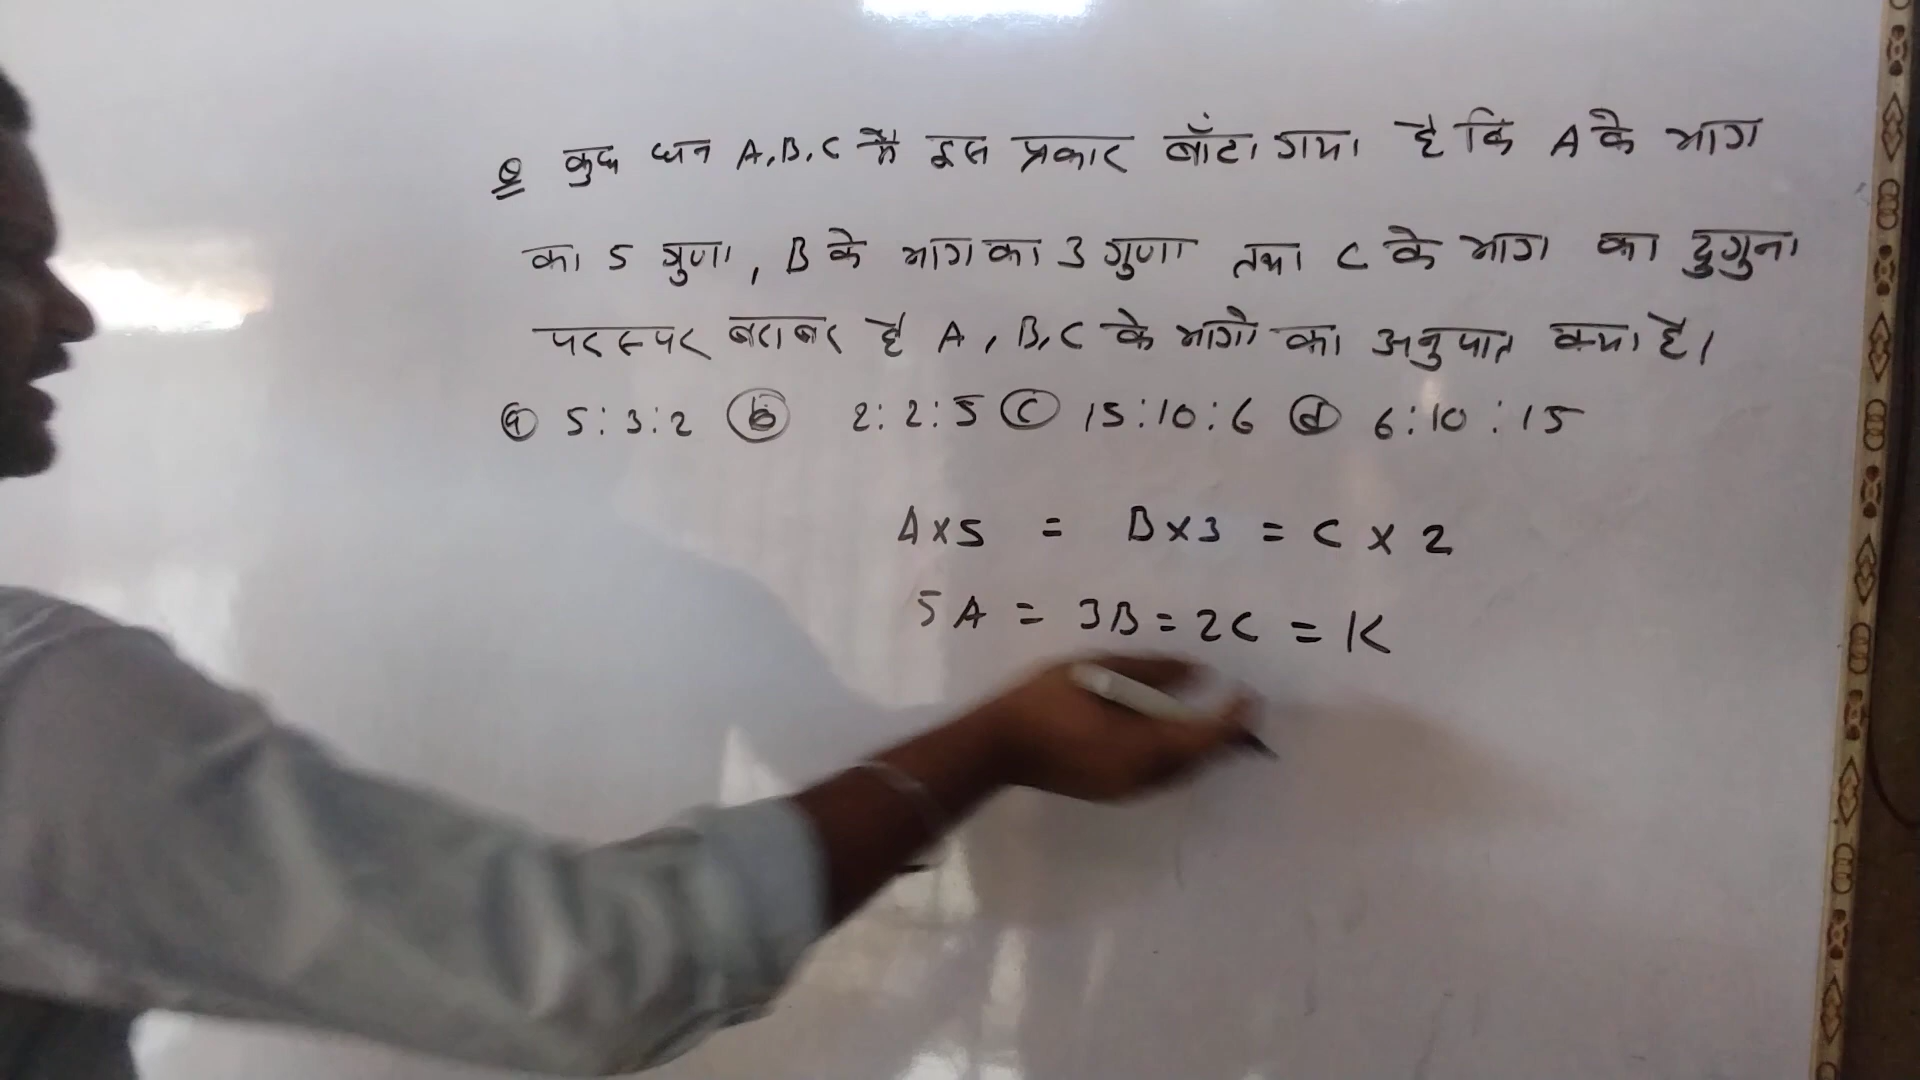 Q कुछ धन A, B, C में इस प्रकार बाँटा गया है कि A के भाग
का 5 गुणा, B के भाग का 3 गुणा तथा C के भाग का दुगुना
परस्पर बराबर है A, B, C के भागो का अनुपात क्या है।
(a) 5:3:2 (b) 2:2:5 (c) 15:10:6 (d) 6:10:15
A×5 = B×3 = C×2
5A = 3B = 2C = K